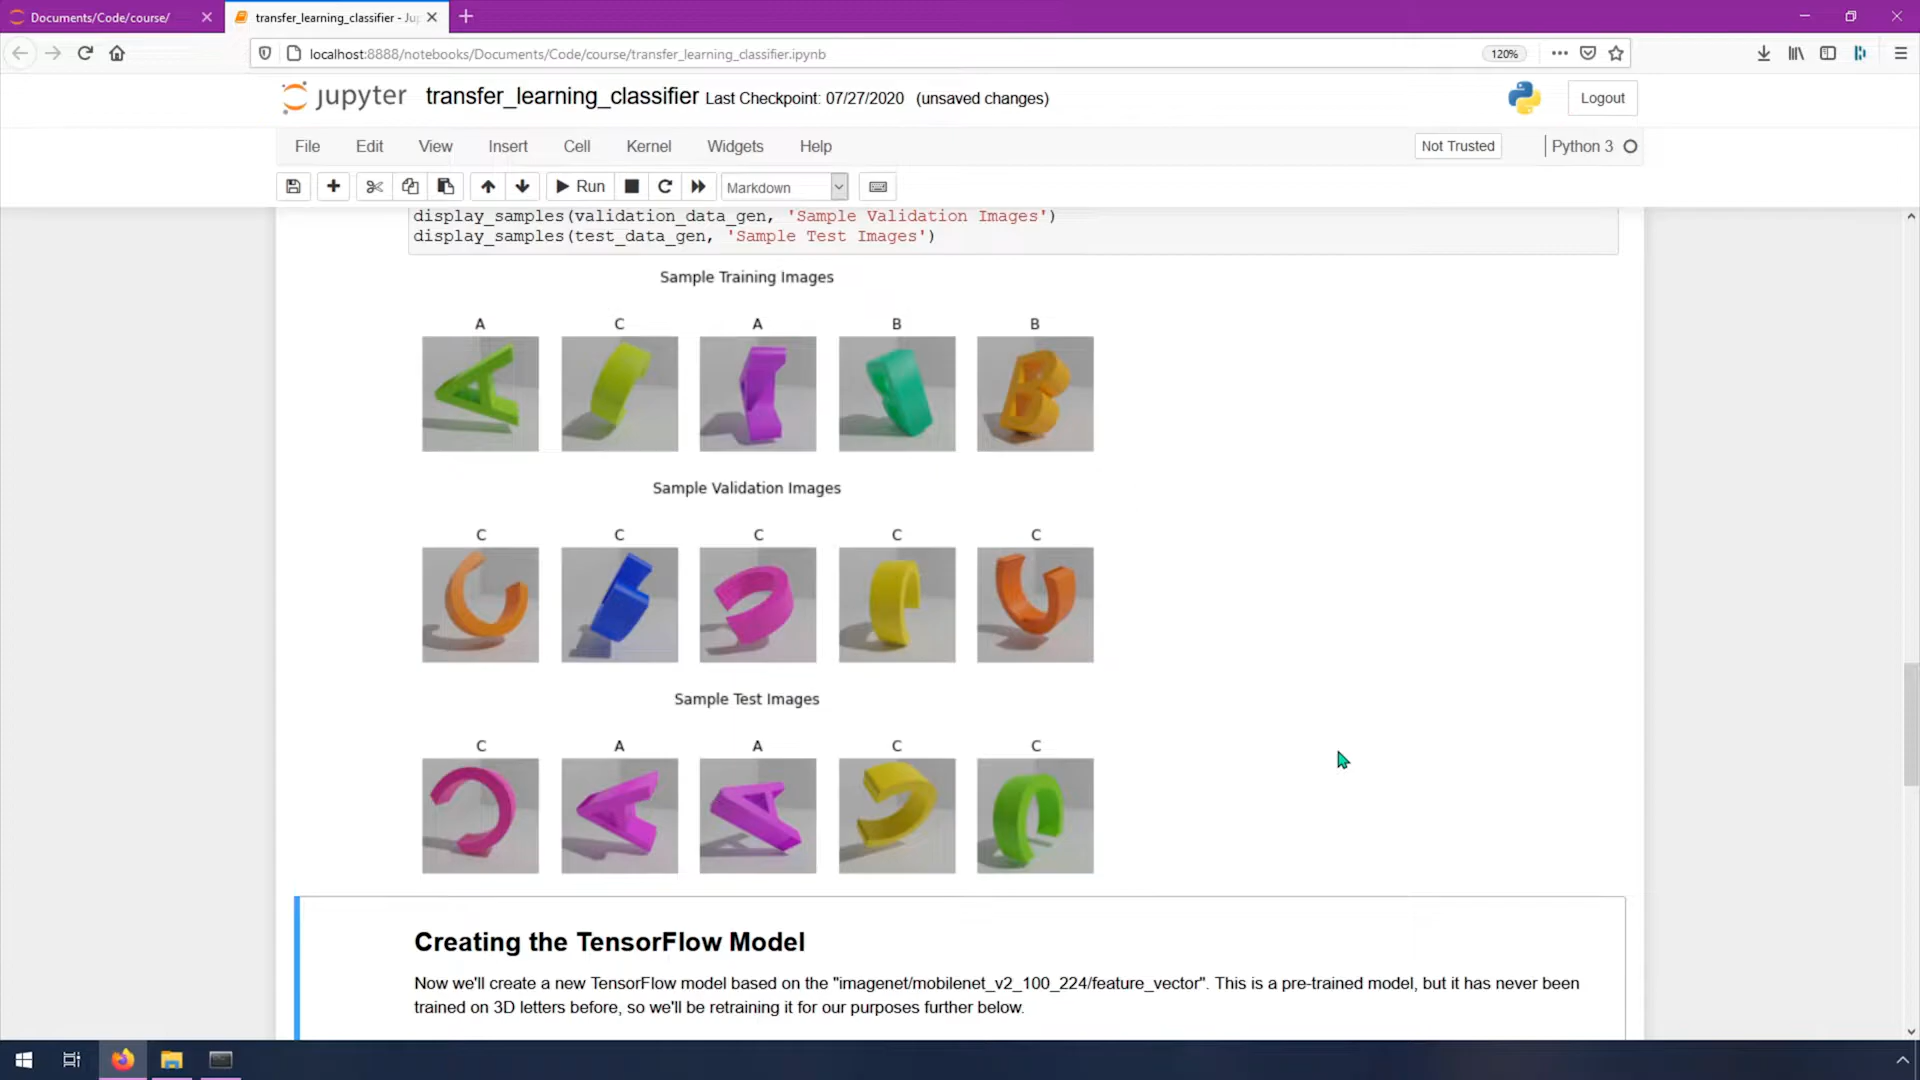 Documents/Code/course/
transfer_learning_classifier - Jup
localhost:8888/notebooks/Documents/Code/course/transfer_learning_classifier.ipynb
120%
jupyter
transfer_learning_classifier Last Checkpoint: 07/27/2020 (unsaved changes)
Logout
File Edit View Insert Cell Kernel Widgets Help
Not Trusted
Python 3
Run
Markdown
display_samples(validation_data_gen, 'Sample Validation Images')
display_samples(test_data_gen, 'Sample Test Images')
Sample Training Images
A C A B B
Sample Validation Images
C C C C C
Sample Test Images
C A A C C
Creating the TensorFlow Model
Now we'll create a new TensorFlow model based on the "imagenet/mobilenet_v2_100_224/feature_vector". This is a pre-trained model, but it has never been
trained on 3D letters before, so we'll be retraining it for our purposes further below.